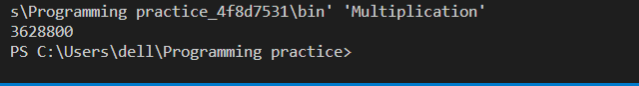 s\Programming practice_4f8d7531\bin' 'Multiplication'
3628800
PS C:\Users\dell\Programming practice>